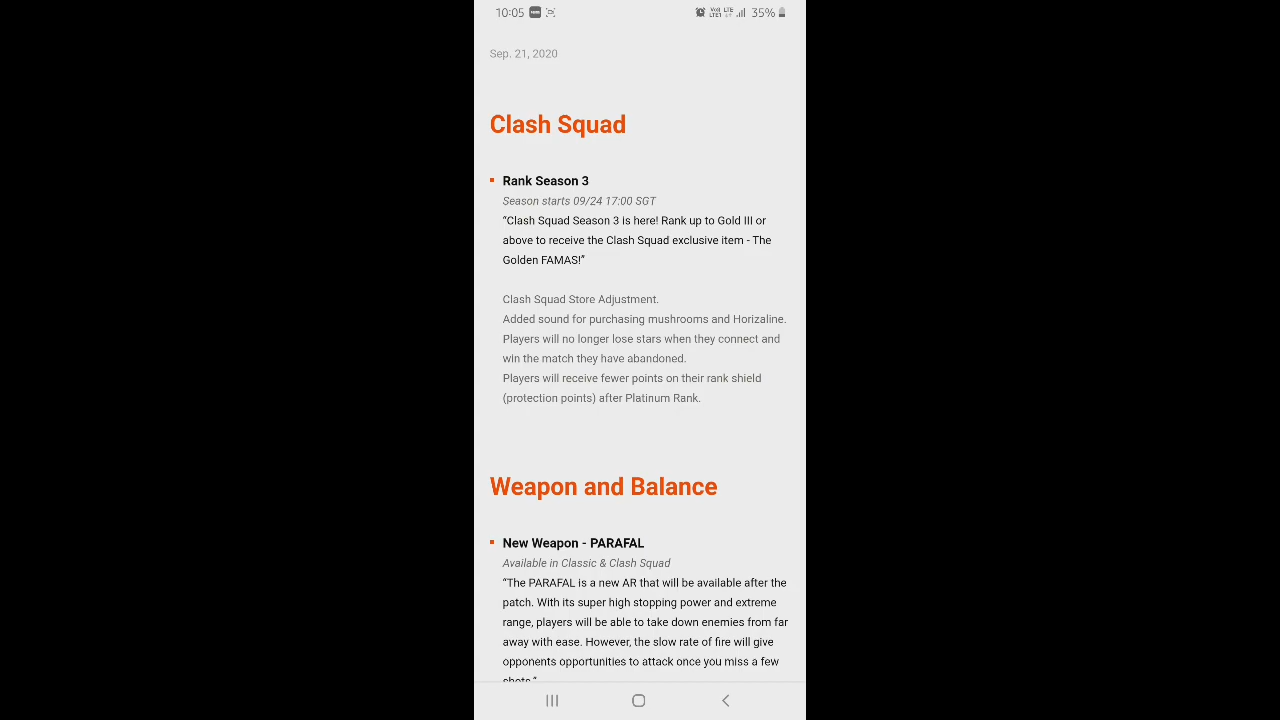 10:05 35%
Sep. 21, 2020
Clash Squad
Rank Season 3
Season starts 09/24 17:00 SGT
“Clash Squad Season 3 is here! Rank up to Gold III or
above to receive the Clash Squad exclusive item - The
Golden FAMAS!”
Clash Squad Store Adjustment.
Added sound for purchasing mushrooms and Horizaline.
Players will no longer lose stars when they connect and
win the match they have abandoned.
Players will receive fewer points on their rank shield
(protection points) after Platinum Rank.
Weapon and Balance
New Weapon - PARAFAL
Available in Classic & Clash Squad
“The PARAFAL is a new AR that will be available after the
patch. With its super high stopping power and extreme
range, players will be able to take down enemies from far
away with ease. However, the slow rate of fire will give
opponents opportunities to attack once you miss a few
shots.”